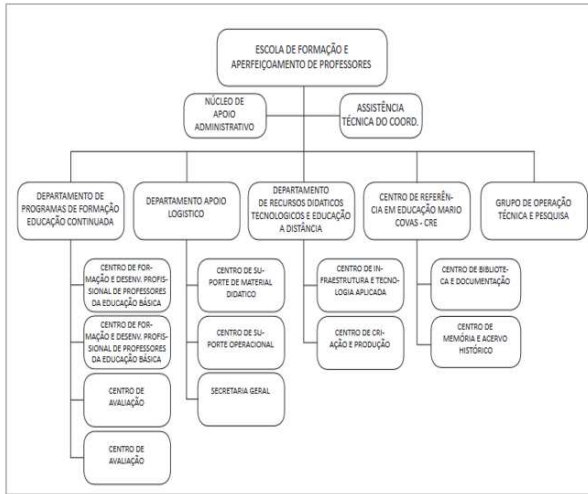 ESCOLA DE FORMAÇÃO E
APERFEIÇOAMENTO DE PROFESSORES
NÚCLEO DE
APOIO
ADMINISTRATIVO
ASSISTÊNCIA
TÉCNICA DO COORD.
DEPARTAMENTO DE
PROGRAMAS DE FORMAÇÃO
EDUCAÇÃO CONTINUADA
DEPARTAMENTO APOIO
LOGISTICO
DEPARTAMENTO
DE RECURSOS DIDATICOS
TECNOLOGICOS E EDUCAÇÃO
A DISTÂNCIA
CENTRO DE REFERÊN-
CIA EM EDUCAÇÃO MARIO
COVAS - CRE
GRUPO DE OPERAÇÃO
TÉCNICA E PESQUISA
CENTRO DE FOR-
MAÇÃO E DESENV. PROFIS-
SIONAL DE PROFESSORES
DA EDUCAÇÃO BÁSICA
CENTRO DE FOR-
MAÇÃO E DESENV. PROFIS-
SIONAL DE PROFESSORES
DA EDUCAÇÃO BÁSICA
CENTRO DE
AVALIAÇÃO
CENTRO DE
AVALIAÇÃO
CENTRO DE SU-
PORTE DE MATERIAL
DIDATICO
CENTRO DE SU-
PORTE OPERACIONAL
SECRETARIA GERAL
CENTRO DE IN-
FRAESTRUTURA E TECNO-
LOGIA APLICADA
CENTRO DE CRI-
AÇÃO E PRODUÇÃO
CENTRO DE BIBLIOTE-
CA E DOCUMENTAÇÃO
CENTRO DE
MEMÓRIA E ACERVO
HISTÓRICO